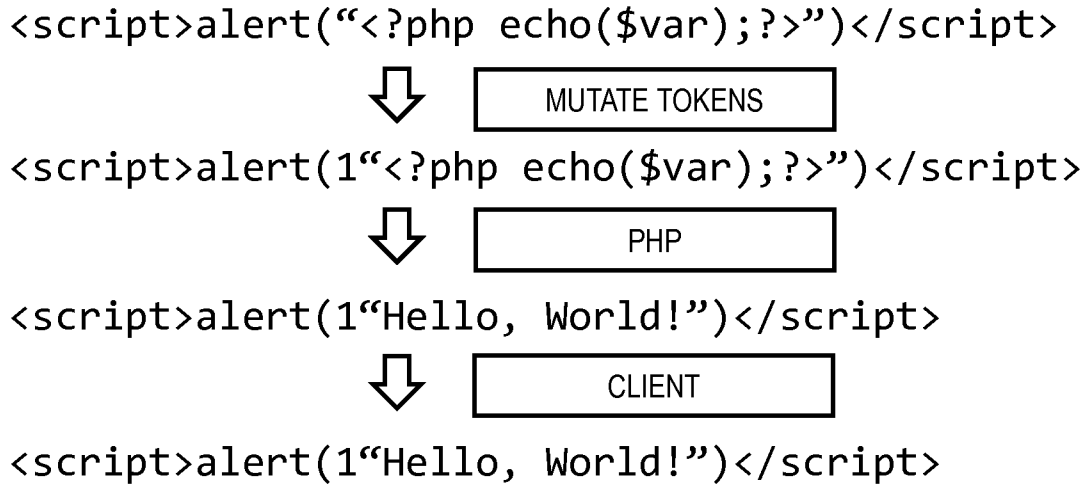 <script>alert(“<?php echo($var);?>”)</script>
MUTATE TOKENS
<script>alert(1“<?php echo($var);?>”)</script>
PHP
<script>alert(1“Hello, World!”)</script>
CLIENT
<script>alert(1“Hello, World!”)</script>